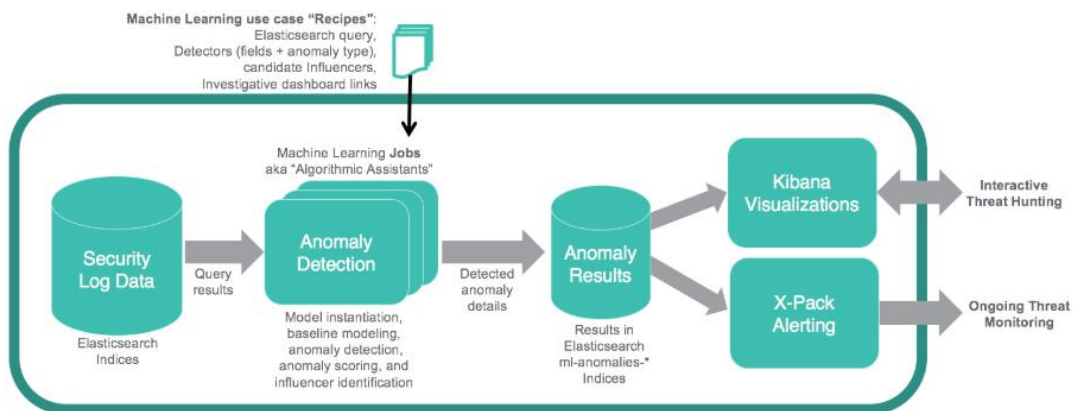 Machine Learning use case “Recipes”:
Elasticsearch query,
Detectors (fields + anomaly type),
candidate Influencers,
Investigative dashboard links
Machine Learning Jobs
aka “Algorithmic Assistants”
Security
Log Data
Elasticsearch
Indices
Query
results
Anomaly
Detection
Model instantiation,
baseline modeling,
anomaly detection,
anomaly scoring, and
influencer identification
Detected
anomaly
details
Anomaly
Results
Results in
Elasticsearch
ml-anomalies-*
Indices
Kibana
Visualizations
Interactive
Threat Hunting
X-Pack
Alerting
Ongoing Threat
Monitoring